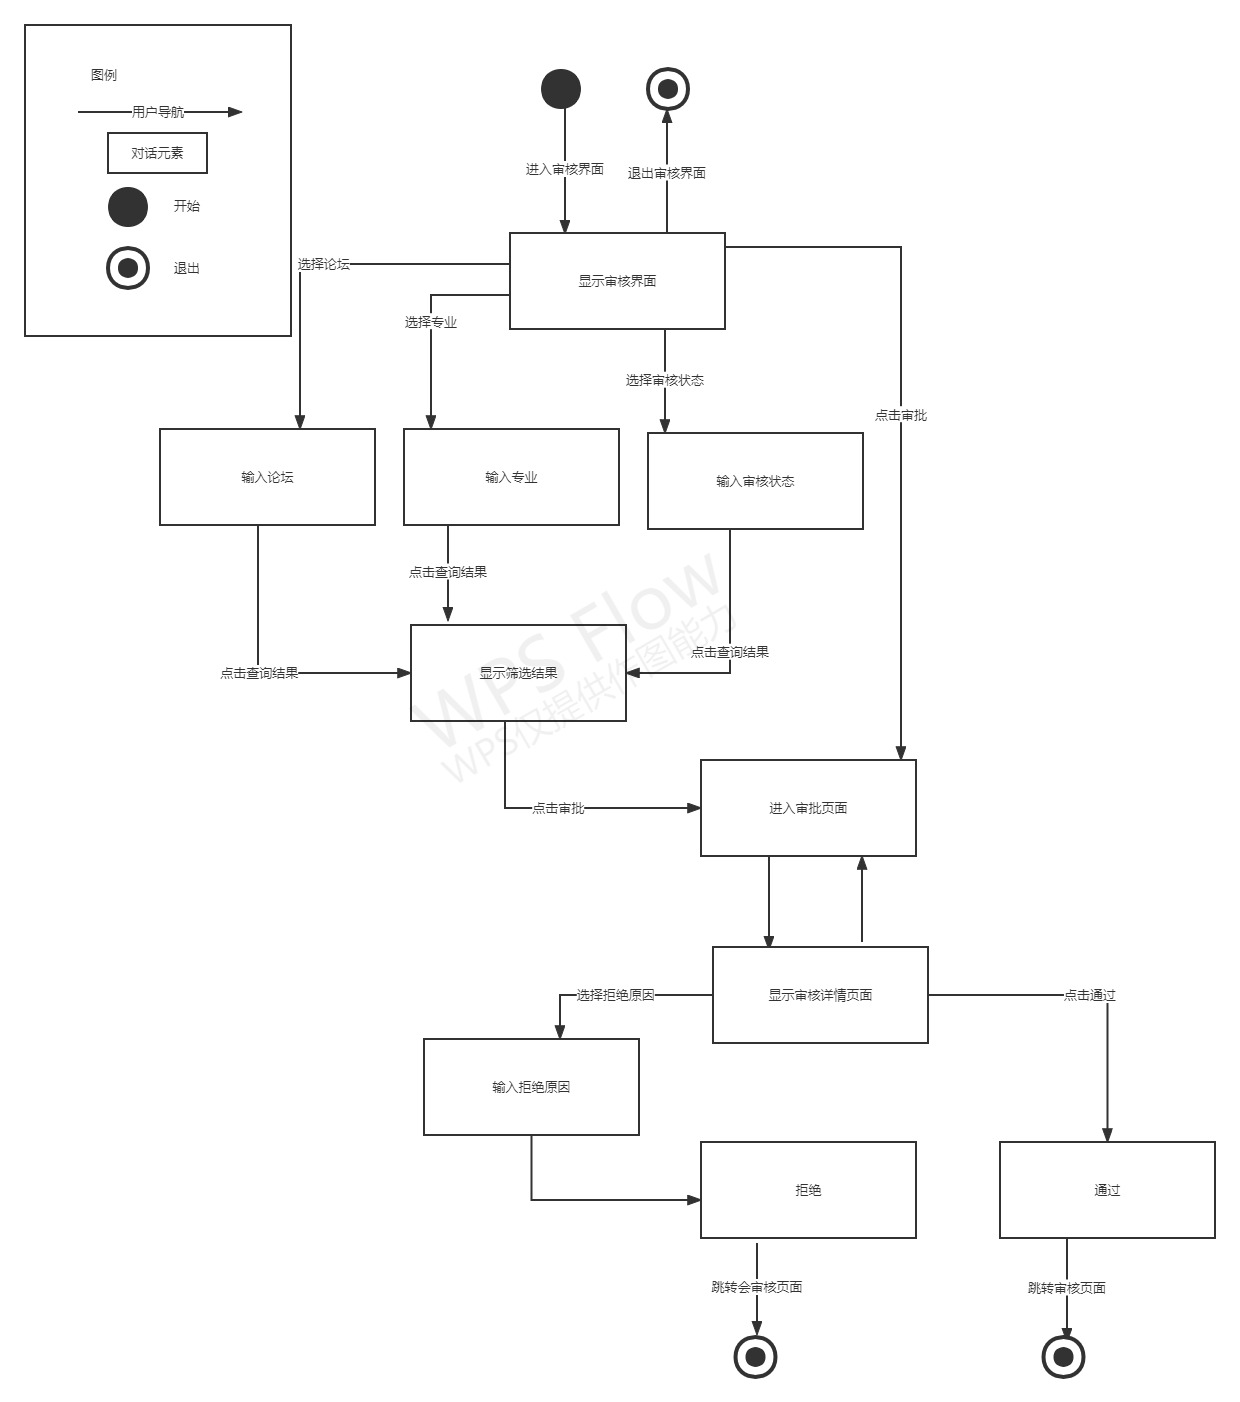 图例
用户导航
对话元素
开始
退出
进入审核界面
退出审核界面
显示审核界面
选择论坛
选择专业
选择审核状态
点击审批
输入论坛
输入专业
输入审核状态
点击查询结果
点击查询结果
点击查询结果
显示筛选结果
WPS Flow
WPS仅提供作图能力
点击审批
进入审批页面
显示审核详情页面
选择拒绝原因
点击通过
输入拒绝原因
拒绝
通过
跳转会审核页面
跳转审核页面